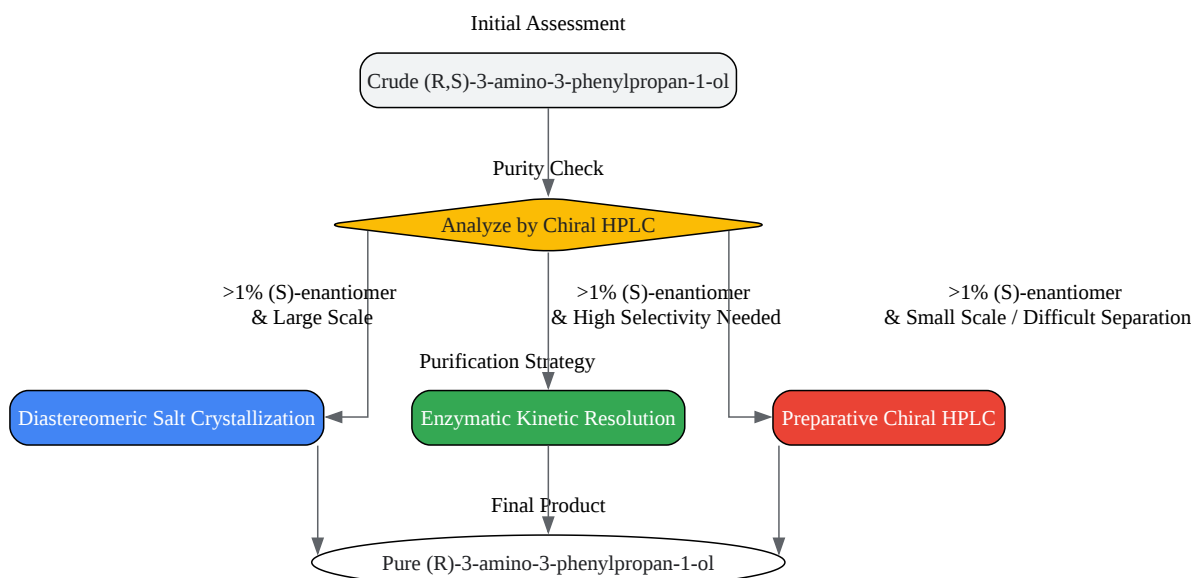 Initial Assessment
Crude (R,S)-3-amino-3-phenylpropan-1-ol
Purity Check
Analyze by Chiral HPLC
>1% (S)-enantiomer
& Large Scale
>1% (S)-enantiomer
& High Selectivity Needed
>1% (S)-enantiomer
& Small Scale / Difficult Separation
Purification Strategy
Diastereomeric Salt Crystallization
Enzymatic Kinetic Resolution
Preparative Chiral HPLC
Final Product
Pure (R)-3-amino-3-phenylpropan-1-ol